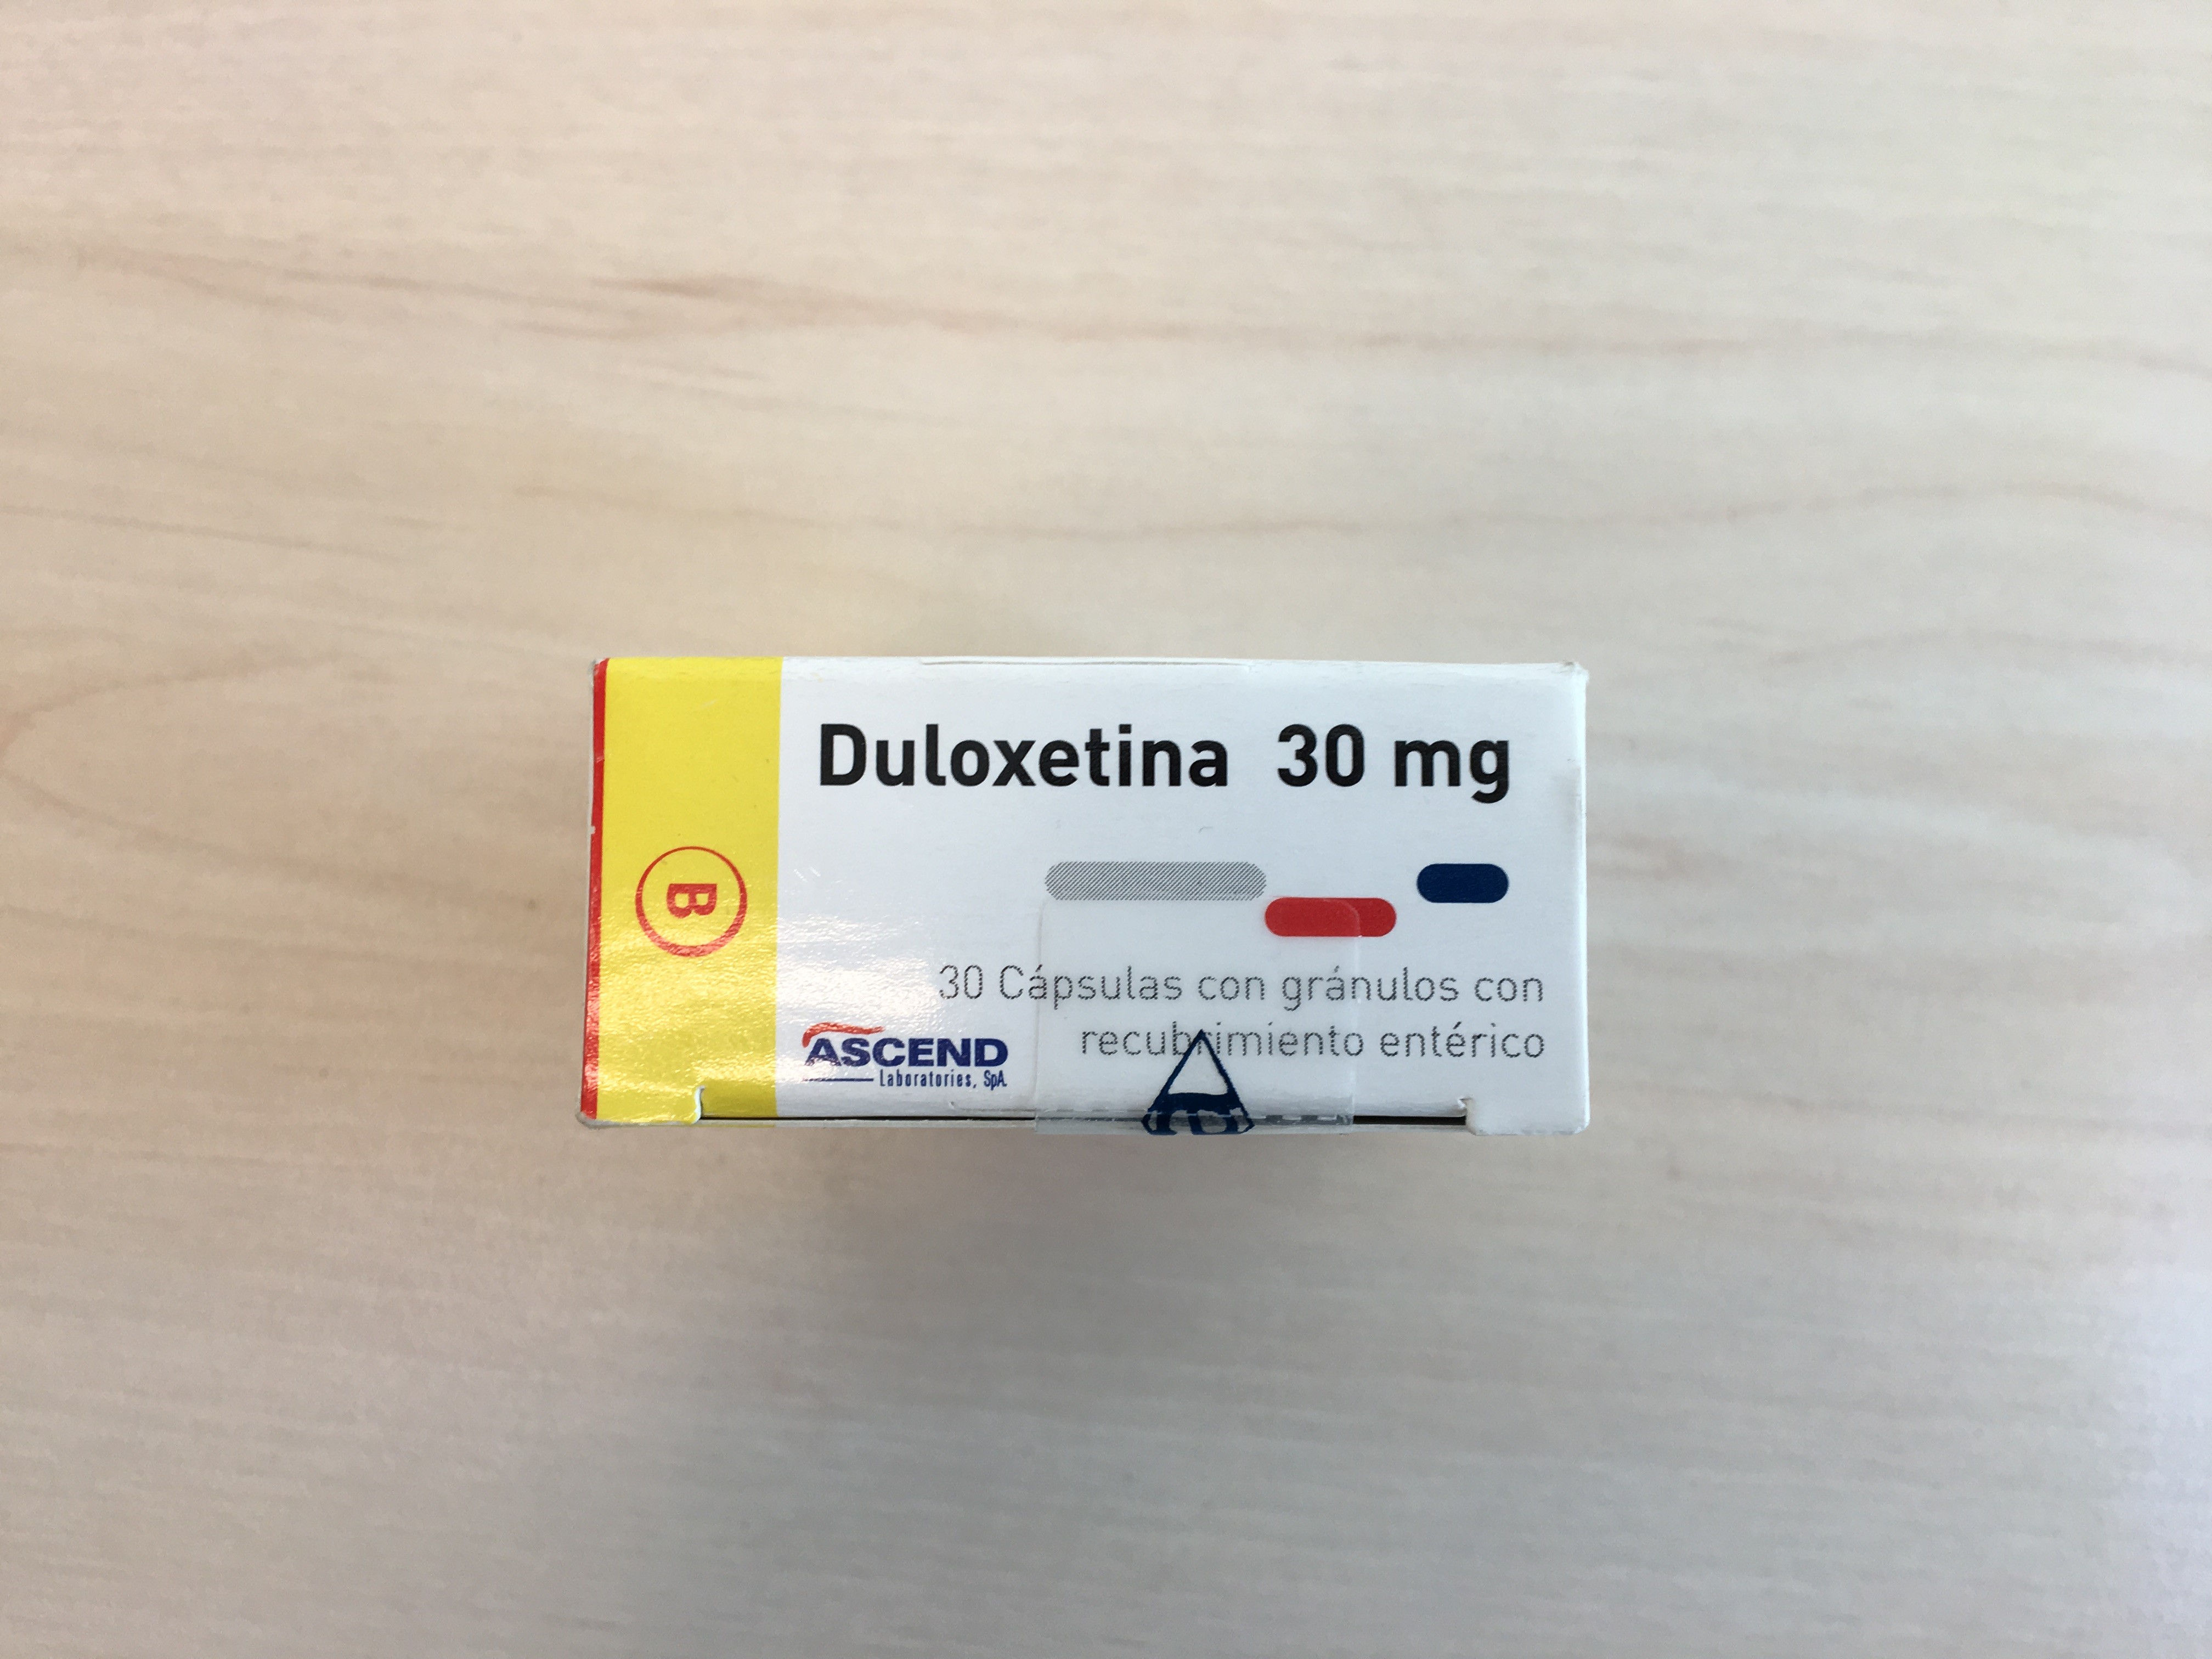 Duloxetina 30 mg
B
30 Cápsulas con gránulos con
recubrimiento entérico
ASCEND
Laboratories, SpA.